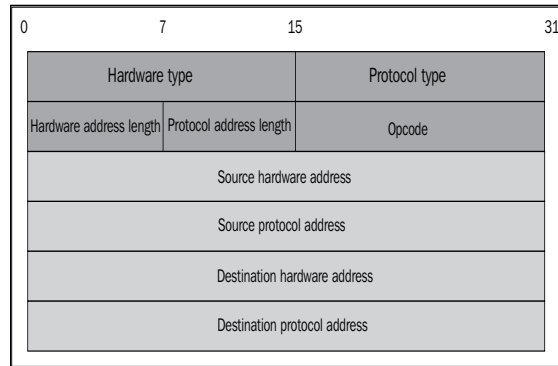 0 7 15 31
Hardware type Protocol type
Hardware address length Protocol address length Opcode
Source hardware address
Source protocol address
Destination hardware address
Destination protocol address